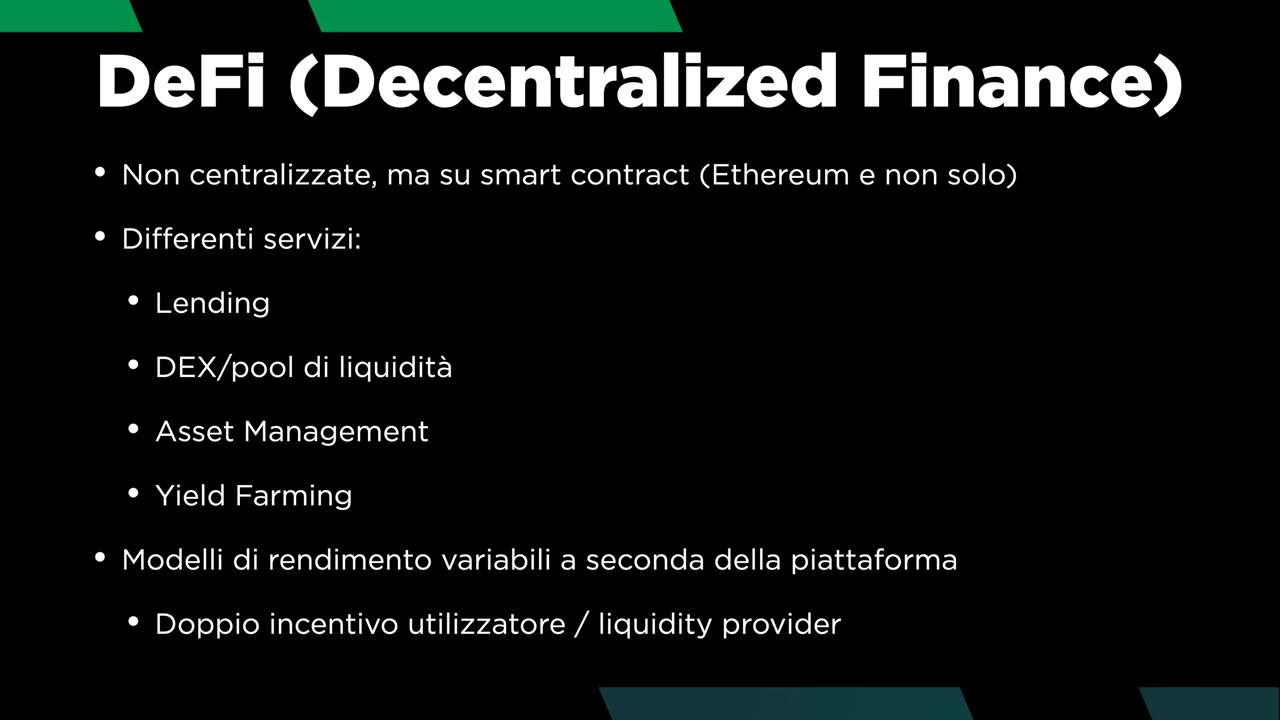 DeFi (Decentralized Finance)
• Non centralizzate, ma su smart contract (Ethereum e non solo)
• Differenti servizi:
• Lending
• DEX/pool di liquidità
• Asset Management
• Yield Farming
• Modelli di rendimento variabili a seconda della piattaforma
• Doppio incentivo utilizzatore / liquidity provider